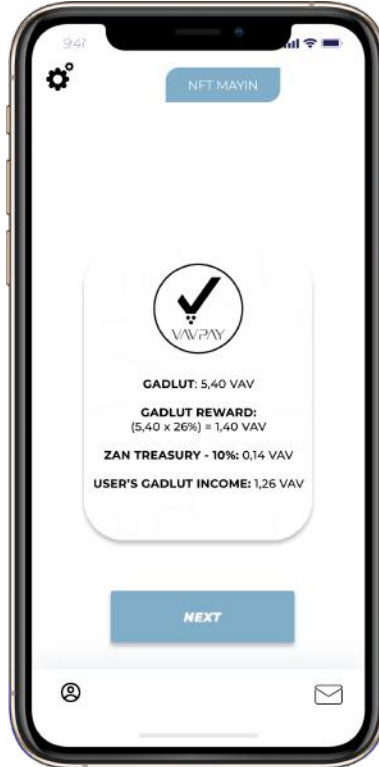 9:41
NFT MAYIN
VAVPAY
GADLUT: 5,40 VAV
GADLUT REWARD:
(5,40 x 26%) = 1,40 VAV
ZAN TREASURY - 10%: 0,14 VAV
USER'S GADLUT INCOME: 1,26 VAV
NEXT